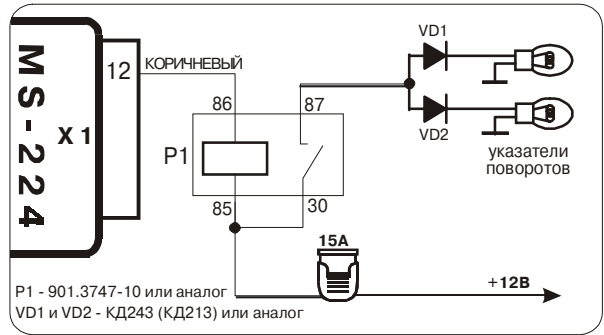 MS-224
X 1
12
КОРИЧНЕВЫЙ
VD1
VD2
указатели
поворотов
86
87
P1
85
30
15A
+12В
P1 - 901.3747-10 или аналог
VD1 и VD2 - КД243 (КД213) или аналог